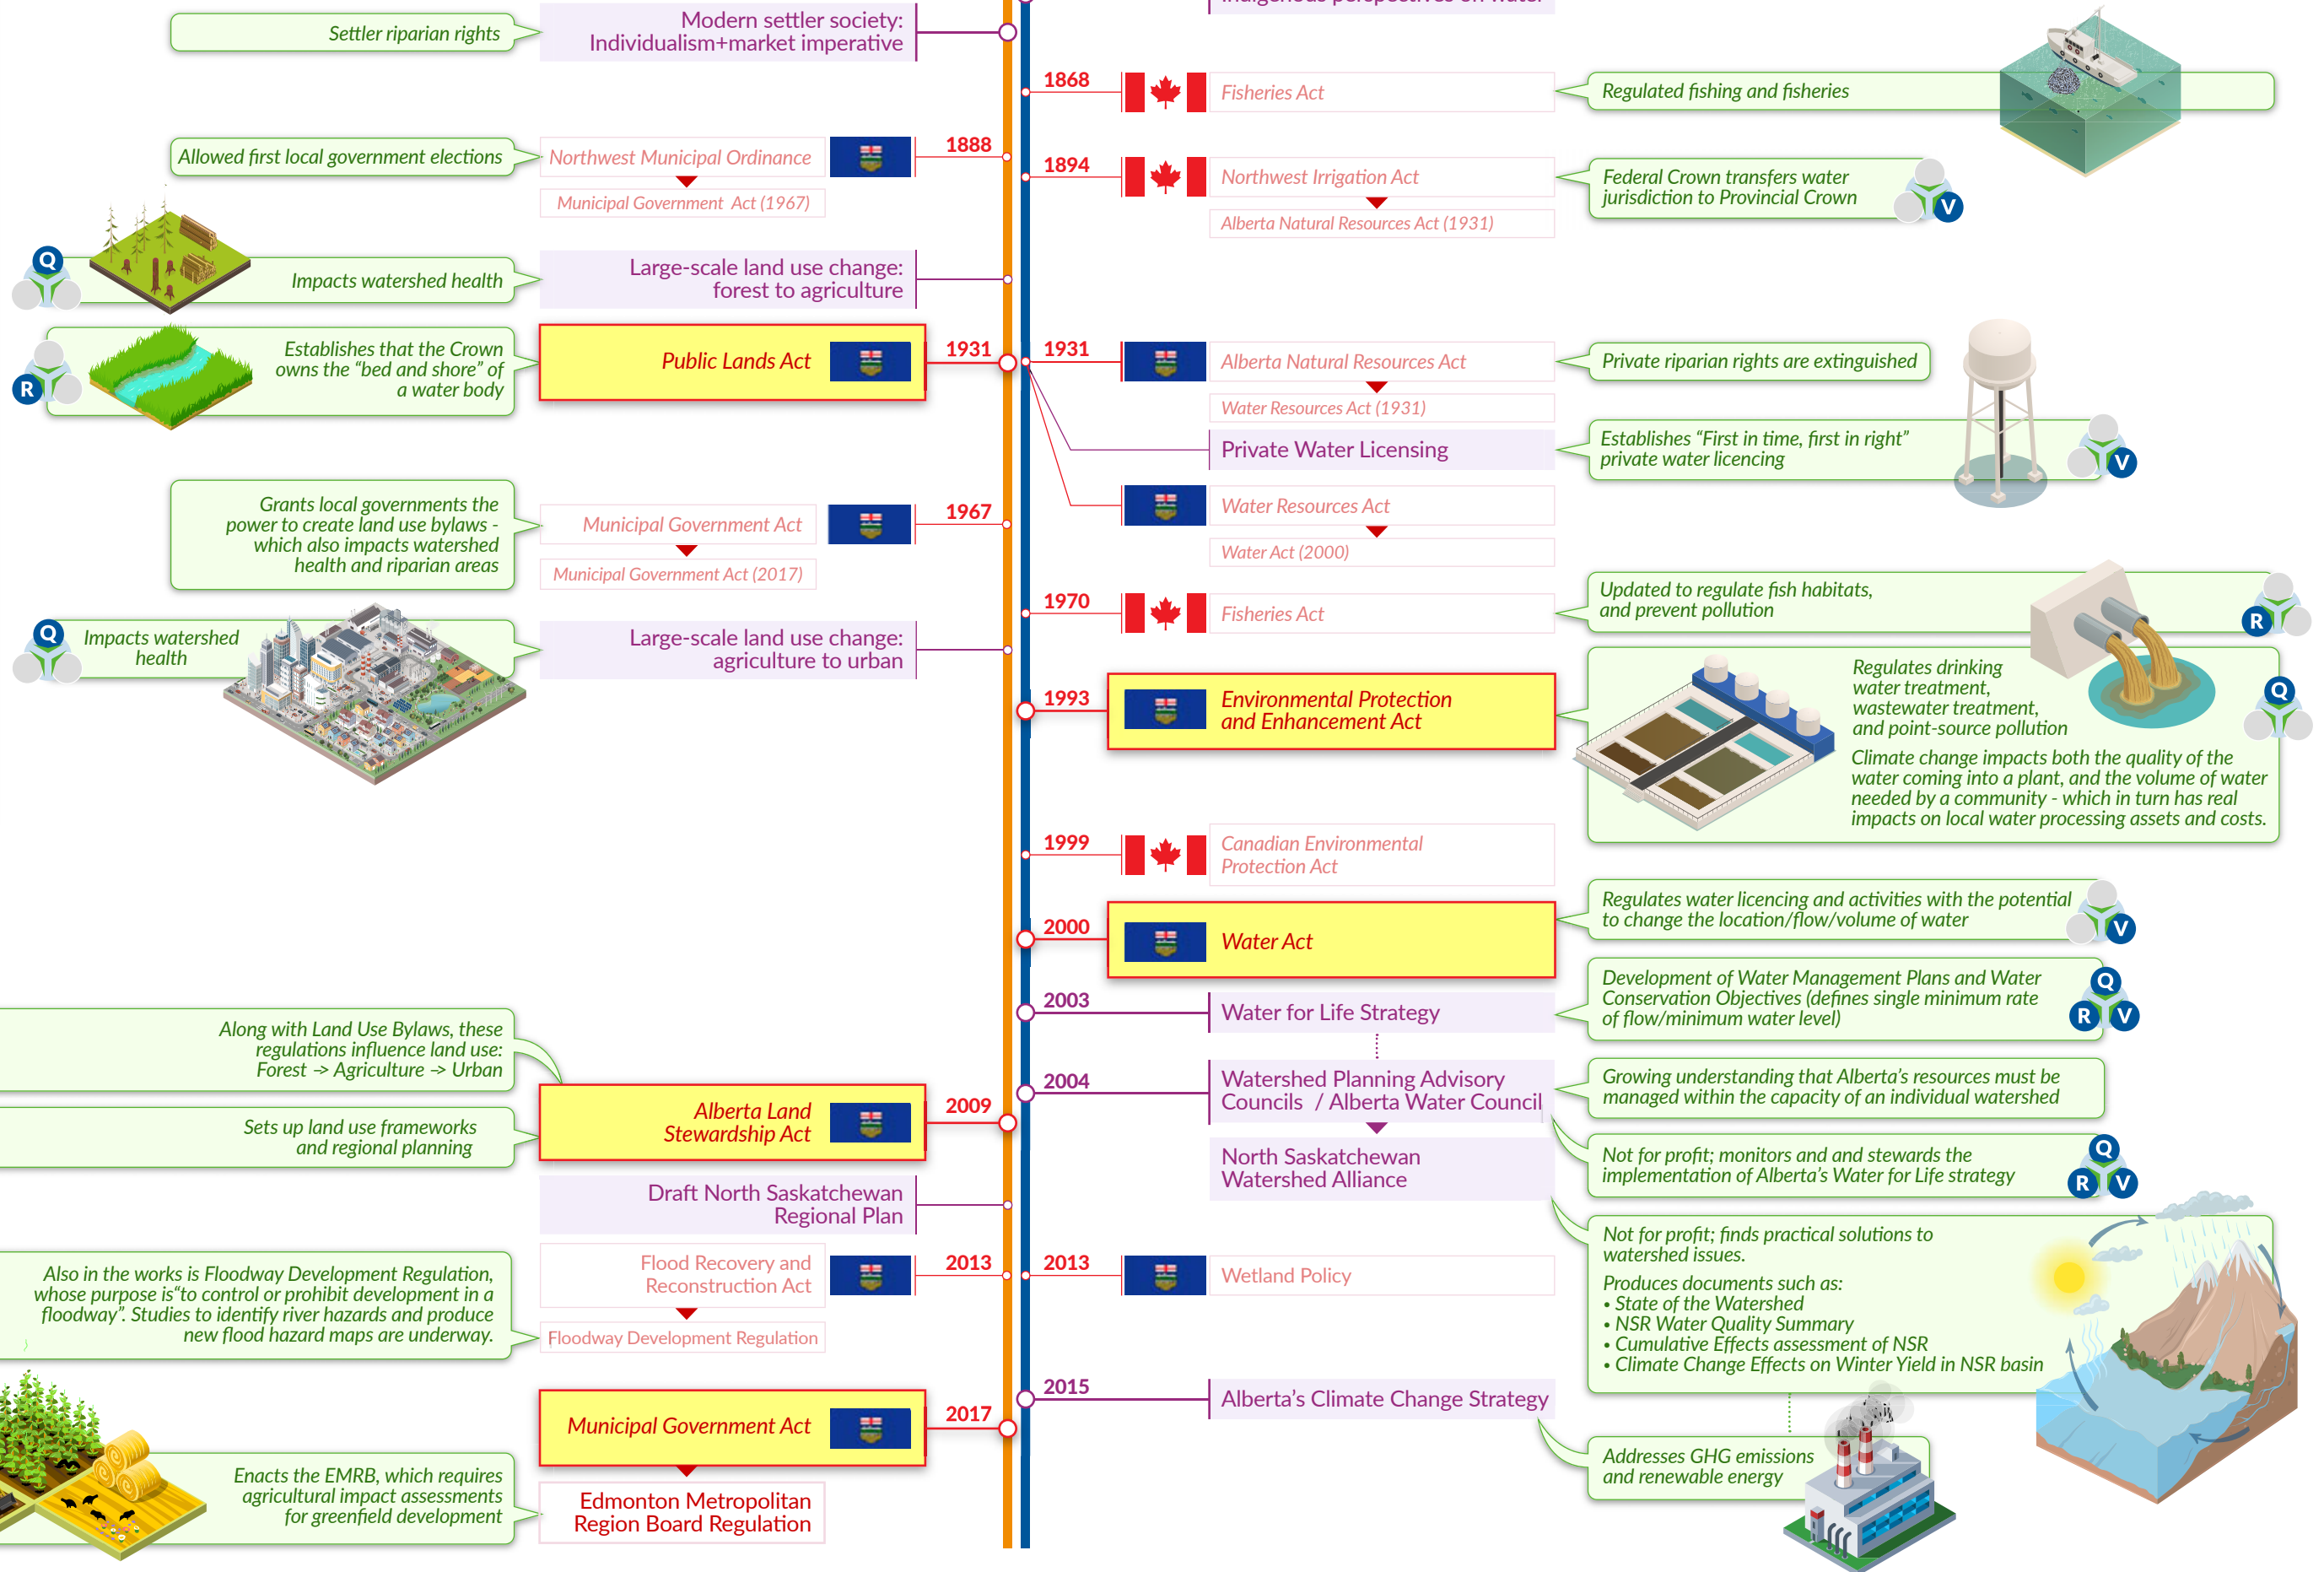 Indigenous perspectives on water
Settler riparian rights
Modern settler society:
Individualism+market imperative
1868
Fisheries Act
Regulated fishing and fisheries
Allowed first local government elections
Northwest Municipal Ordinance
1888
Municipal Government Act (1967)
1894
Northwest Irrigation Act
Alberta Natural Resources Act (1931)
Federal Crown transfers water
jurisdiction to Provincial Crown
V
Q
Impacts watershed health
Large-scale land use change:
forest to agriculture
R
Establishes that the Crown
owns the “bed and shore” of
a water body
Public Lands Act
1931
1931
Alberta Natural Resources Act
Water Resources Act (1931)
Private riparian rights are extinguished
Private Water Licensing
Establishes “First in time, first in right”
private water licencing
V
Water Resources Act
Water Act (2000)
Grants local governments the
power to create land use bylaws -
which also impacts watershed
health and riparian areas
Municipal Government Act
1967
Municipal Government Act (2017)
1970
Fisheries Act
Updated to regulate fish habitats,
and prevent pollution
R
Q
Impacts watershed
health
Large-scale land use change:
agriculture to urban
1993
Environmental Protection
and Enhancement Act
Regulates drinking
water treatment,
wastewater treatment,
and point-source pollution
Q
Climate change impacts both the quality of the
water coming into a plant, and the volume of water
needed by a community - which in turn has real
impacts on local water processing assets and costs.
1999
Canadian Environmental
Protection Act
2000
Water Act
Regulates water licencing and activities with the potential
to change the location/flow/volume of water
V
2003
Water for Life Strategy
Development of Water Management Plans and Water
Conservation Objectives (defines single minimum rate
of flow/minimum water level)
Q
R V
Along with Land Use Bylaws, these
regulations influence land use:
Forest -> Agriculture -> Urban
2004
Watershed Planning Advisory
Councils / Alberta Water Council
Growing understanding that Alberta’s resources must be
managed within the capacity of an individual watershed
Sets up land use frameworks
and regional planning
Alberta Land
Stewardship Act
2009
North Saskatchewan
Watershed Alliance
Not for profit; monitors and and stewards the
implementation of Alberta’s Water for Life strategy
Q
R V
Draft North Saskatchewan
Regional Plan
Not for profit; finds practical solutions to
watershed issues.
Produces documents such as:
• State of the Watershed
• NSR Water Quality Summary
• Cumulative Effects assessment of NSR
• Climate Change Effects on Winter Yield in NSR basin
Also in the works is Floodway Development Regulation,
whose purpose is“to control or prohibit development in a
floodway”. Studies to identify river hazards and produce
new flood hazard maps are underway.
Flood Recovery and
Reconstruction Act
2013
Floodway Development Regulation
2013
Wetland Policy
2015
Alberta’s Climate Change Strategy
Addresses GHG emissions
and renewable energy
Municipal Government Act
2017
Enacts the EMRB, which requires
agricultural impact assessments
for greenfield development
Edmonton Metropolitan
Region Board Regulation